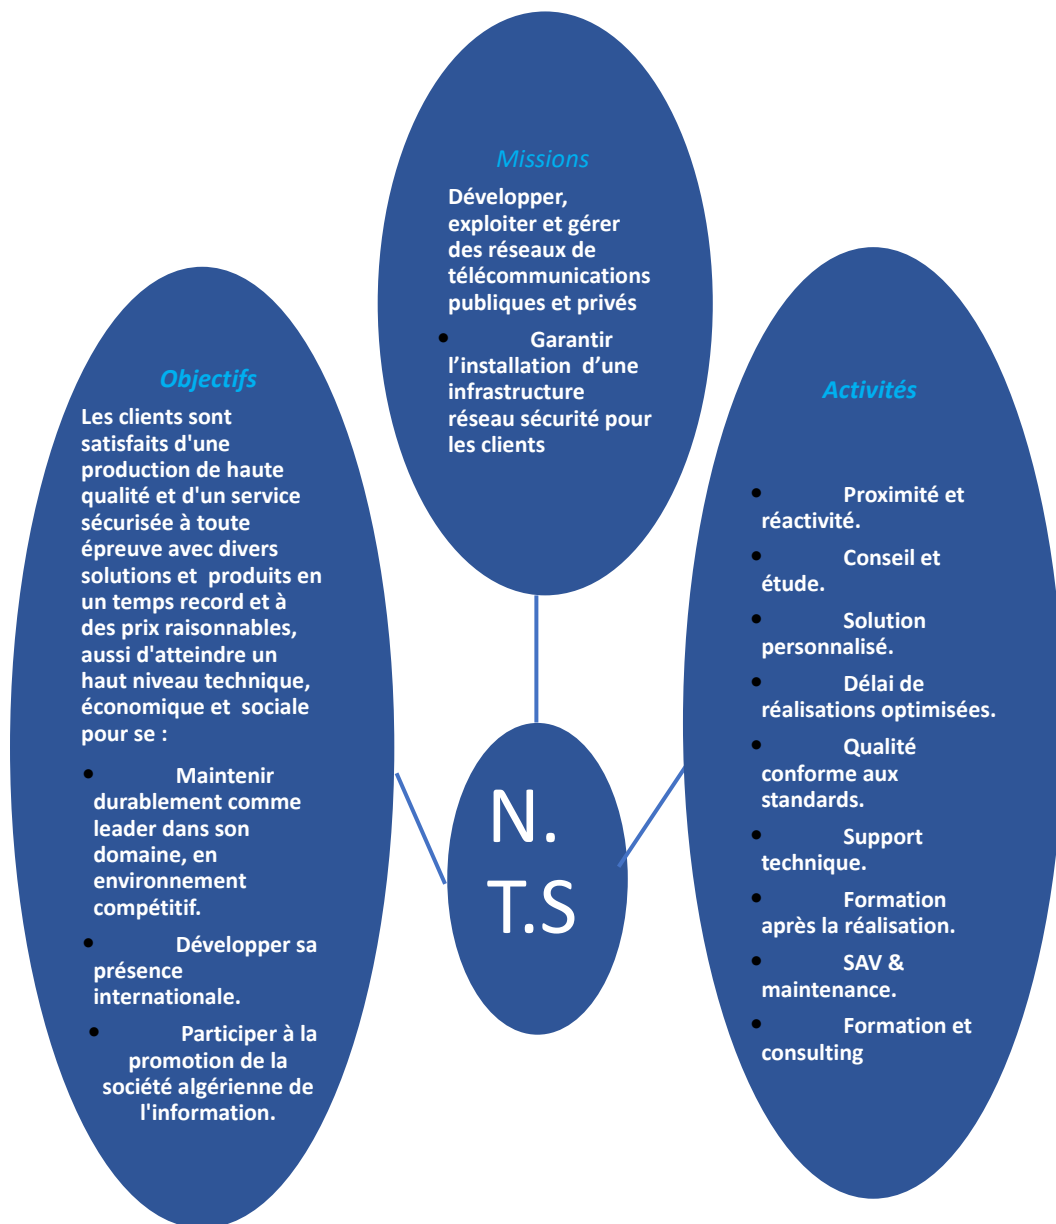 Missions
Développer,
exploiter et gérer
des réseaux de
télécommunications
publiques et privés
• Garantir
l’installation d’une
infrastructure
réseau sécurité pour
les clients
Objectifs
Les clients sont
satisfaits d'une
production de haute
qualité et d'un service
sécurisée à toute
épreuve avec divers
solutions et produits en
un temps record et à
des prix raisonnables,
aussi d'atteindre un
haut niveau technique,
économique et sociale
pour se :
• Maintenir
durablement comme
leader dans son
domaine, en
environnement
compétitif.
• Développer sa
présence
internationale.
• Participer à la
promotion de la
société algérienne de
l'information.
Activités
• Proximité et
réactivité.
• Conseil et
étude.
• Solution
personnalisé.
• Délai de
réalisations optimisées.
• Qualité
conforme aux
standards.
• Support
technique.
• Formation
après la réalisation.
• SAV &
maintenance.
• Formation et
consulting
N.
T.S